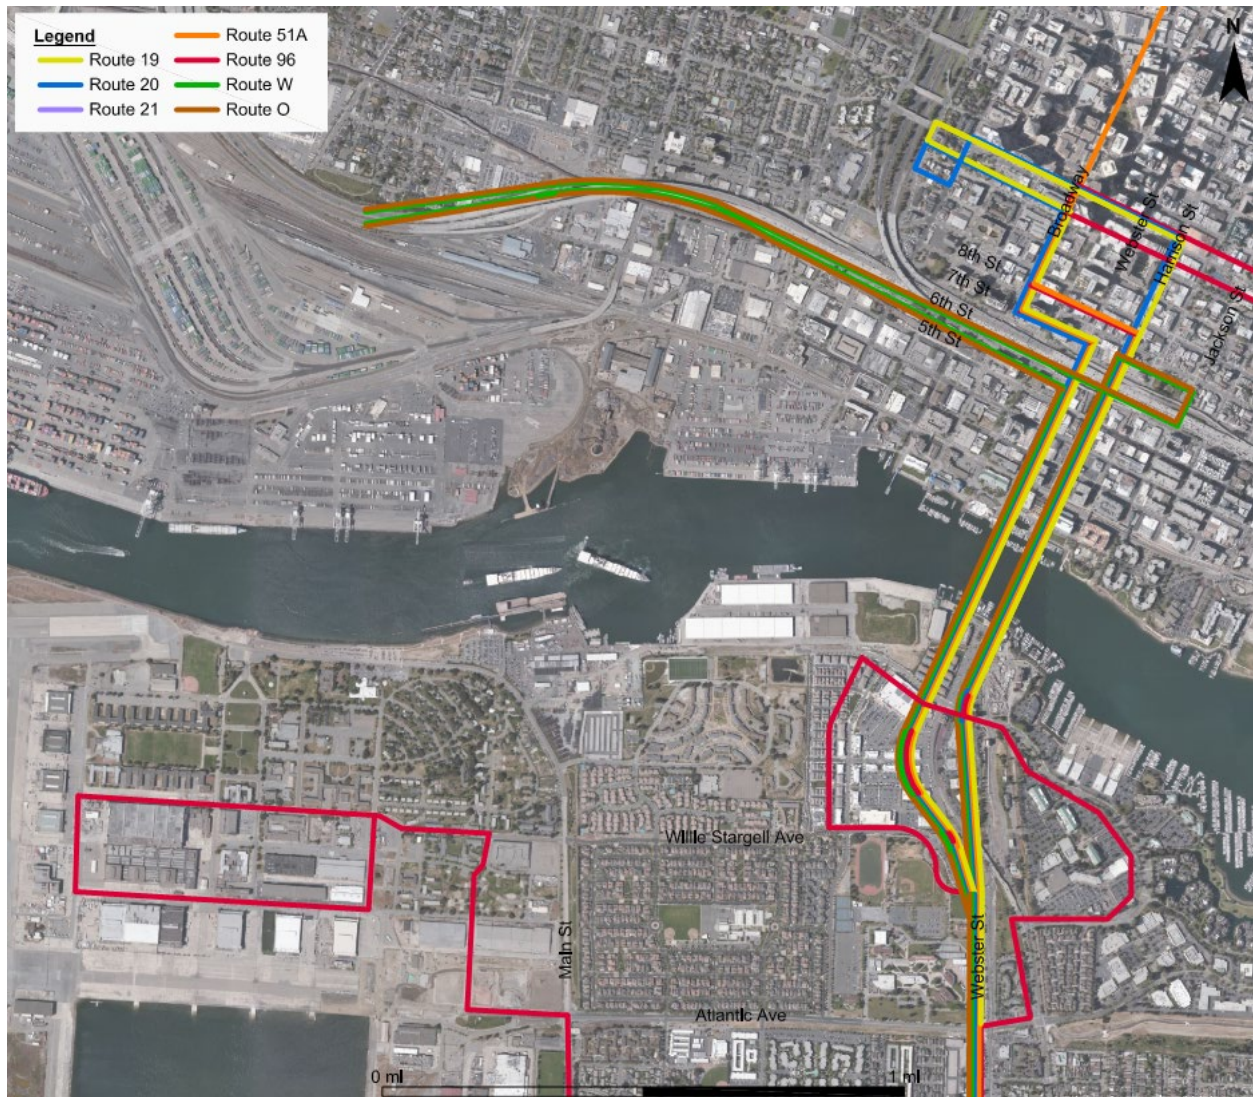 Legend
Route 19
Route 20
Route 21
Route 51A
Route 96
Route W
Route O
N
Broadway
Webster St
Harrison St
Jackson St
8th St
7th St
6th St
5th St
Willie Stargell Ave
Main St
Webster St
Atlantic Ave
0 mi
1 mi